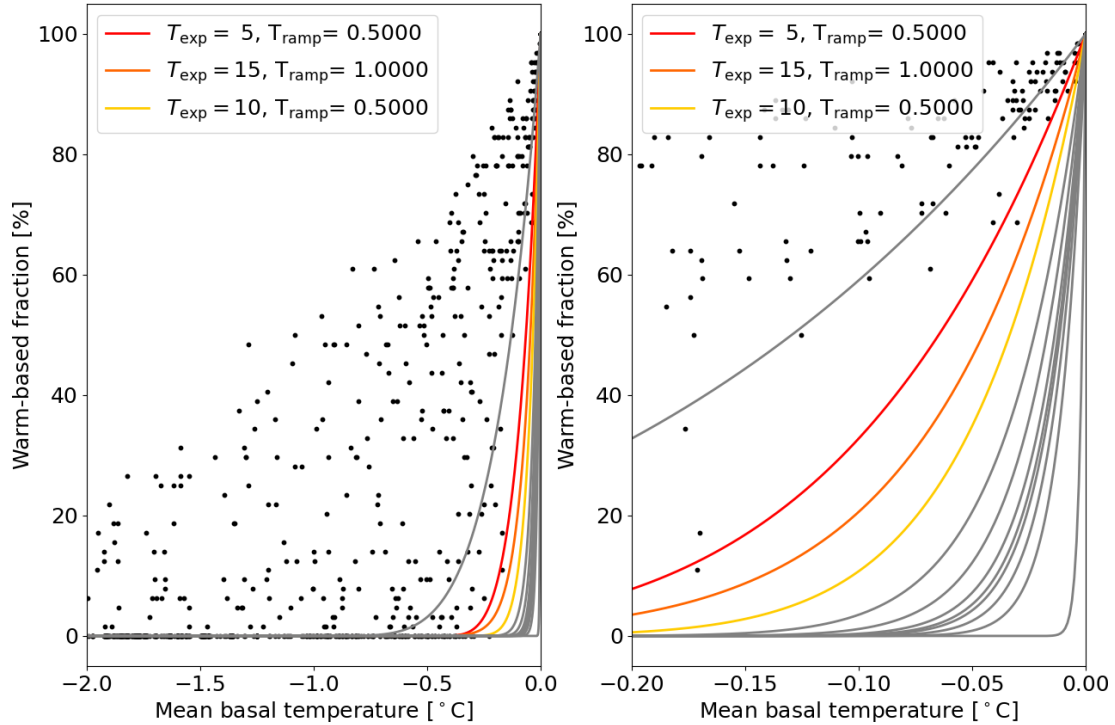 100
80
60
40
20
0
Warm-based fraction [%]
T_exp = 5, T_ramp= 0.5000
T_exp = 15, T_ramp= 1.0000
T_exp = 10, T_ramp= 0.5000
−2.0 −1.5 −1.0 −0.5 0.0
Mean basal temperature [°C]
100
80
60
40
20
0
Warm-based fraction [%]
T_exp = 5, T_ramp= 0.5000
T_exp = 15, T_ramp= 1.0000
T_exp = 10, T_ramp= 0.5000
−0.20 −0.15 −0.10 −0.05 0.00
Mean basal temperature [°C]